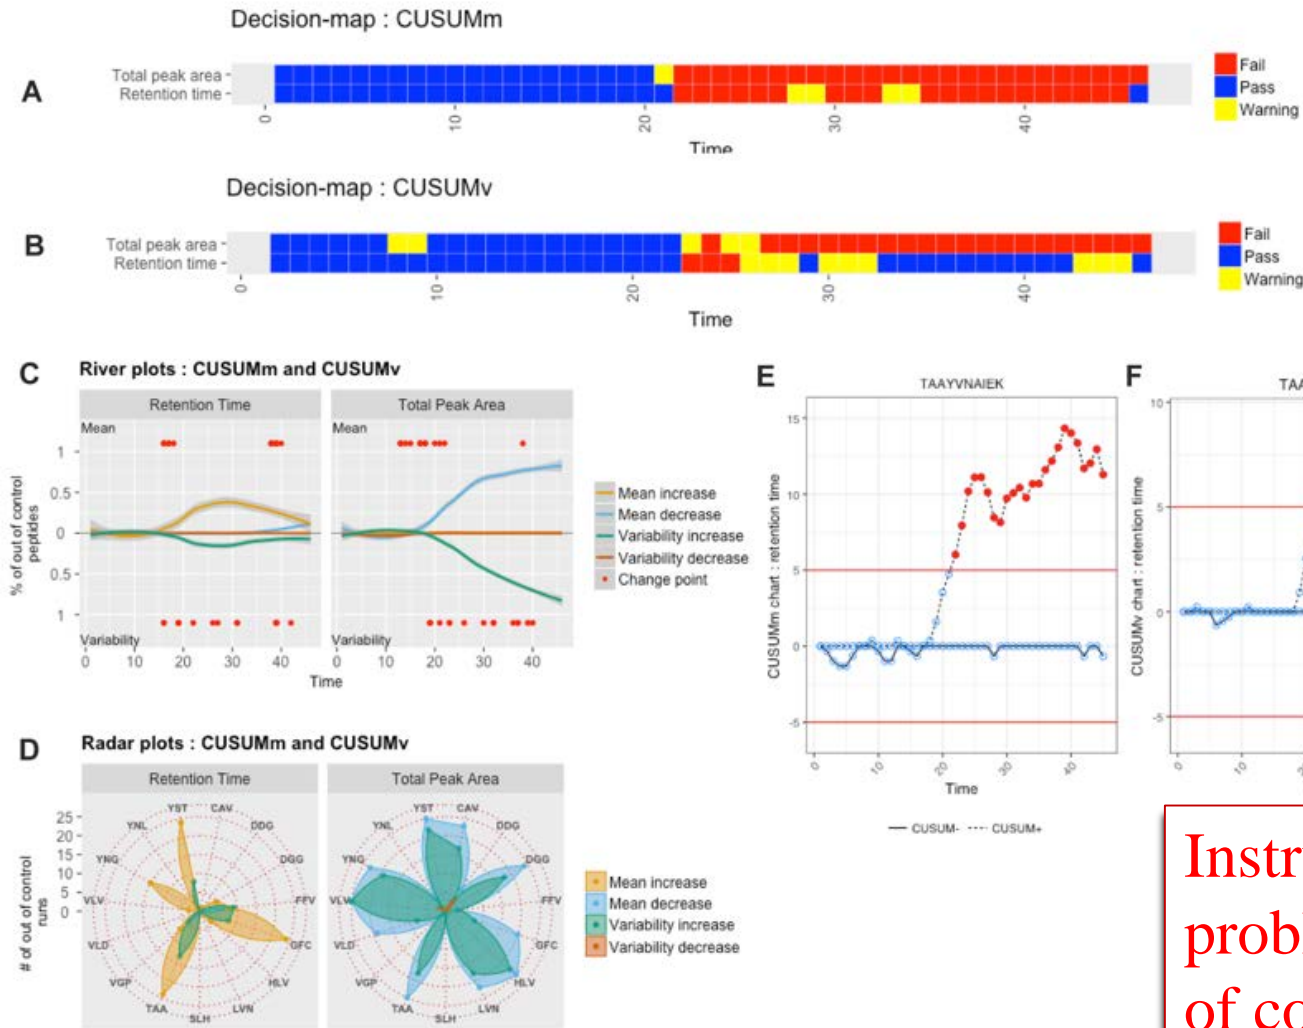 Decision-map : CUSUMm
A
Total peak area
Retention time
0 10 20 30 40
Time
Fail
Pass
Warning
Decision-map : CUSUMv
B
Total peak area
Retention time
0 10 20 30 40
Time
Fail
Pass
Warning
C
River plots : CUSUMm and CUSUMv
Retention Time
Total Peak Area
Mean
Mean
% of out of control
peptides
1
0.5
0
0.5
1
Variability
Variability
0 10 20 30 40
0 10 20 30 40
Time
Mean increase
Mean decrease
Variability increase
Variability decrease
Change point
D
Radar plots : CUSUMm and CUSUMv
Retention Time
Total Peak Area
# of out of control
runs
25
20
15
10
5
0
YST CAV DDG DGG FFV GFC HLV LVN SLH TAA VGP VLD VLV YNG YNL
YST CAV DDG DGG FFV GFC HLV LVN SLH TAA VGP VLD VLV YNG YNL
Mean increase
Mean decrease
Variability increase
Variability decrease
E
TAAYVNAIEK
CUSUMm chart : retention time
15
10
5
0
-5
0 10 20 30 40
Time
CUSUM- CUSUM+
F
TAA
CUSUMv chart : retention time
10
5
0
-5
0 10
Instr
prob
of co